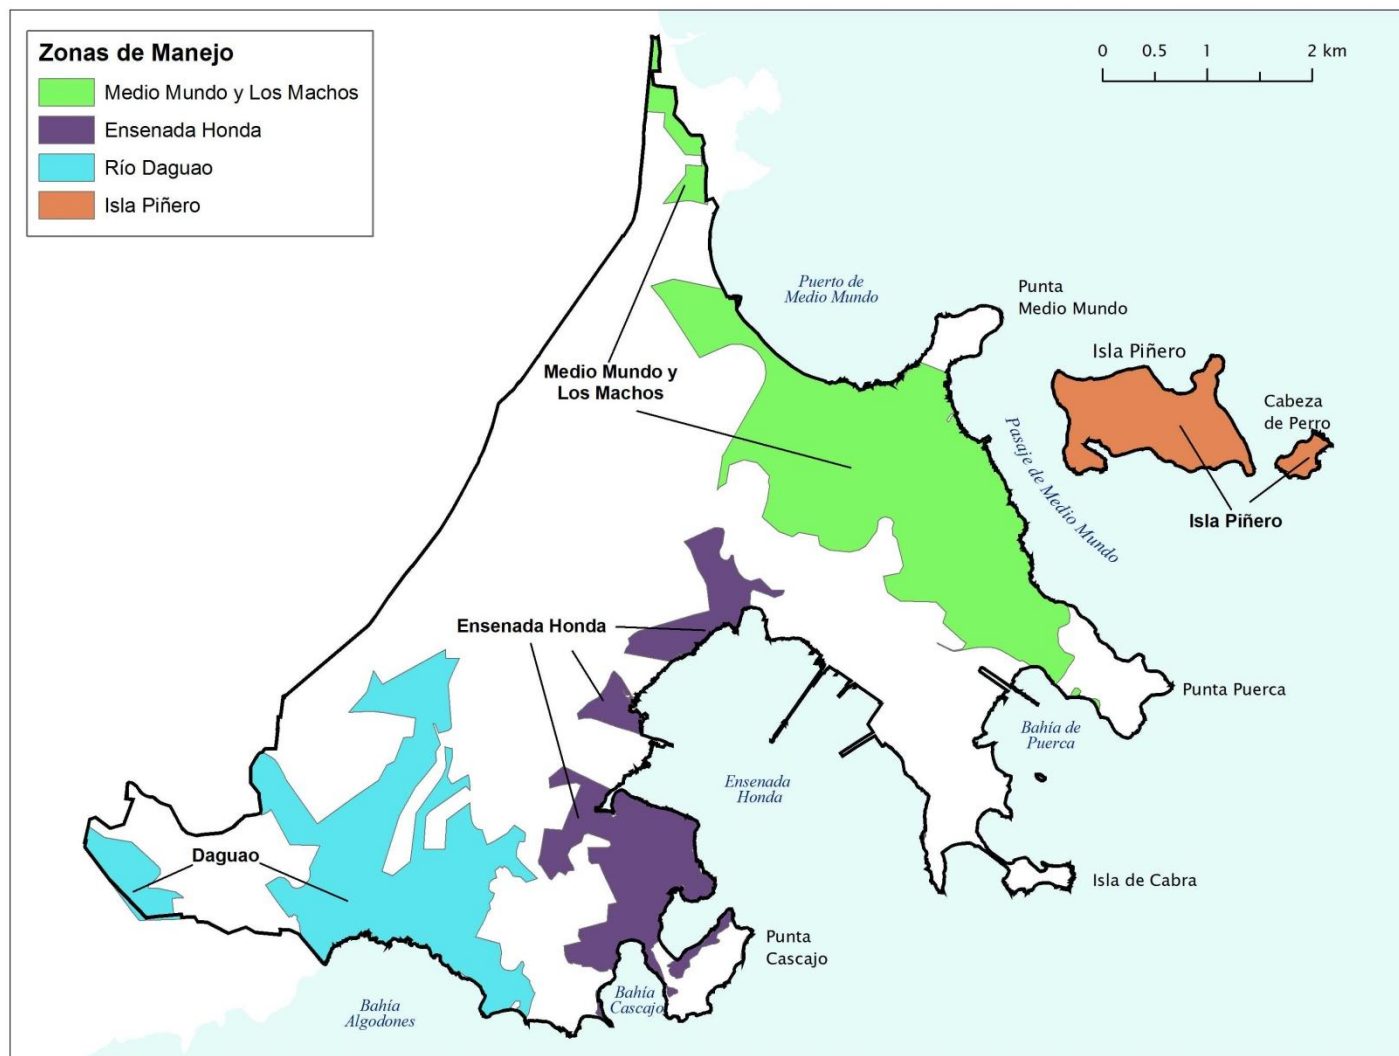 Zonas de Manejo
Medio Mundo y Los Machos
Ensenada Honda
Río Daguao
Isla Piñero
0 0.5 1 2 km
Puerto de
Medio Mundo
Punta
Medio Mundo
Isla Piñero
Medio Mundo y
Los Machos
Cabeza
de Perro
Pasaje de Medio Mundo
Isla Piñero
Ensenada Honda
Punta Puerca
Bahía de
Puerca
Ensenada
Honda
Daguao
Isla de Cabra
Punta
Cascajo
Bahía
Cascajo
Bahía
Algodones